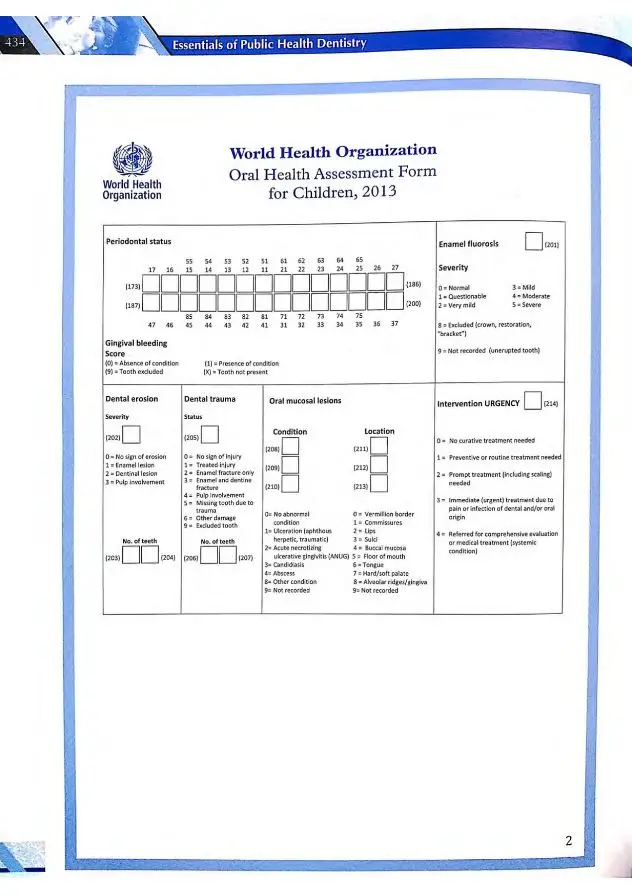 434
Essentials of Public Health Dentistry
World Health
Organization
World Health Organization
Oral Health Assessment Form
for Children, 2013
Periodontal status
55 54 53 52 51 61 62 63 64 65
17 16 15 14 13 12 11 21 22 23 24 25 26 27
(173) (186)
(187) (200)
85 84 83 82 81 71 72 73 74 75
47 46 45 44 43 42 41 31 32 33 34 35 36 37
Gingival bleeding
Score
(0) = Absence of condition (1) = Presence of condition
(9) = Tooth excluded (X) = Tooth not present
Enamel fluorosis (201)
Severity
0 = Normal 3 = Mild
1 = Questionable 4 = Moderate
2 = Very mild 5 = Severe
8 = Excluded (crown, restoration,
"bracket")
9 = Not recorded (unerupted tooth)
Dental erosion
Severity
(202)
0 = No sign of erosion
1 = Enamel lesion
2 = Dentinal lesion
3 = Pulp involvement
No. of teeth
(203) (204)
Dental trauma
Status
(205)
0 = No sign of injury
1 = Treated injury
2 = Enamel fracture only
3 = Enamel and dentine
fracture
4 = Pulp involvement
5 = Missing tooth due to
trauma
6 = Other damage
9 = Excluded tooth
No. of teeth
(206) (207)
Oral mucosal lesions
Condition Location
(208) (211)
(209) (212)
(210) (213)
0= No abnormal
condition
1= Ulceration (aphthous
herpetic, traumatic)
2= Acute necrotizing
ulcerative gingivitis (ANUG)
3= Candidiasis
4= Abscess
8= Other condition
9= Not recorded
0 = Vermillion border
1 = Commissures
2 = Lips
3 = Sulci
4 = Buccal mucosa
5 = Floor of mouth
6 = Tongue
7 = Hard/soft palate
8 = Alveolar ridges/gingiva
9= Not recorded
Intervention URGENCY (214)
0 = No curative treatment needed
1 = Preventive or routine treatment needed
2 = Prompt treatment (including scaling)
needed
3 = Immediate (urgent) treatment due to
pain or infection of dental and/or oral
origin
4 = Referred for comprehensive evaluation
or medical treatment (systemic
condition)
2